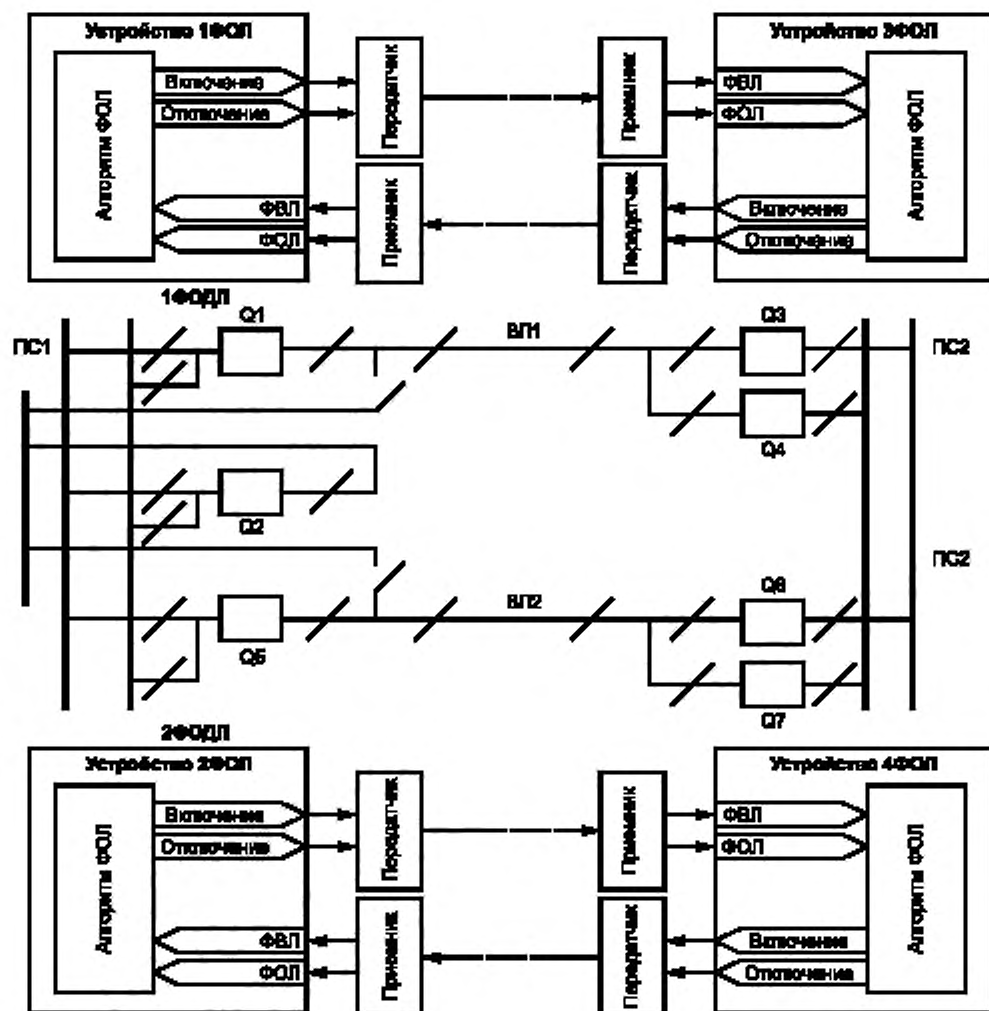 Устройство 1ФОЛ
Алгоритм ФОЛ
Включение
Отключение
ФВЛ
ФОЛ
Передатчик
Приемник
Приемник
Передатчик
Устройство 3ФОЛ
ФВЛ
ФОЛ
Включение
Отключение
Алгоритм ФОЛ
1ФОДЛ
ПС1
Q1
ВЛ1
Q3
ПС2
Q4
Q2
ПС2
ВЛ2
Q6
Q5
Q7
2ФОДЛ
Устройство 2ФОЛ
Алгоритм ФОЛ
Включение
Отключение
ФВЛ
ФОЛ
Передатчик
Приемник
Приемник
Передатчик
Устройство 4ФОЛ
ФВЛ
ФОЛ
Включение
Отключение
Алгоритм ФОЛ